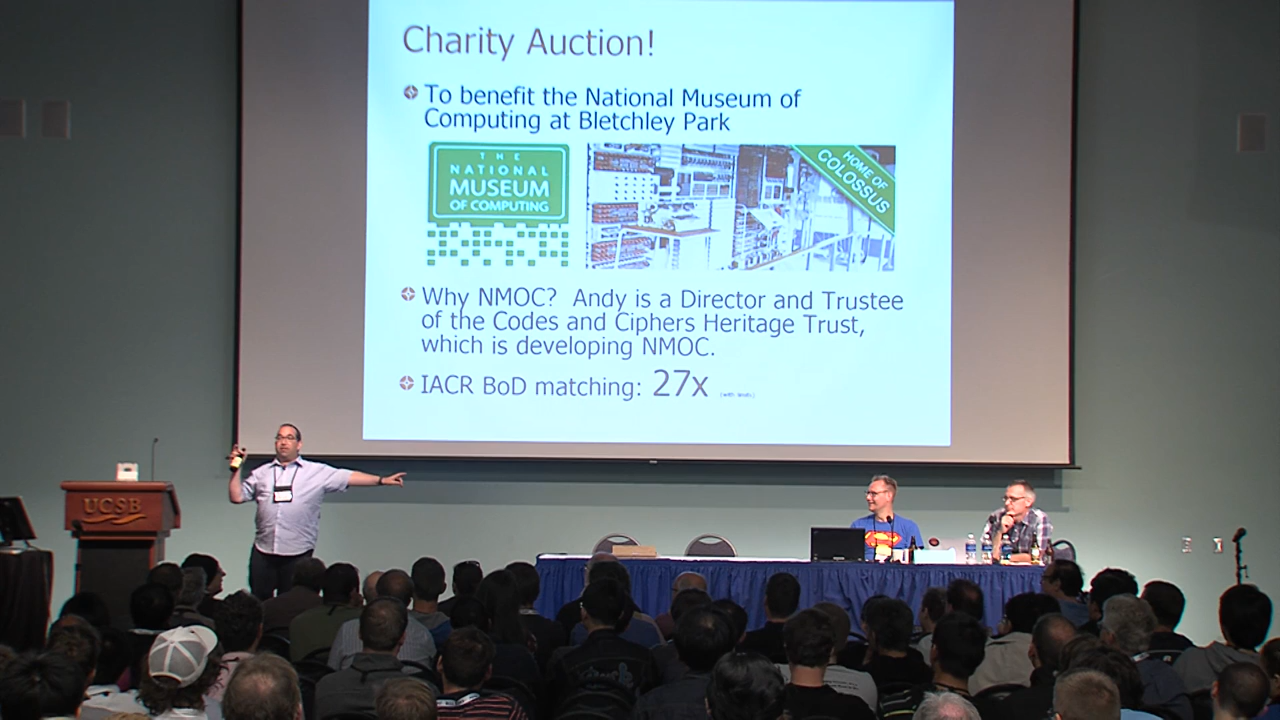 Charity Auction!
To benefit the National Museum of
Computing at Bletchley Park
THE
NATIONAL
MUSEUM
OF COMPUTING
HOME OF
COLOSSUS
Why NMOC? Andy is a Director and Trustee
of the Codes and Ciphers Heritage Trust,
which is developing NMOC.
IACR BoD matching: 27x (with limits)
UCSB